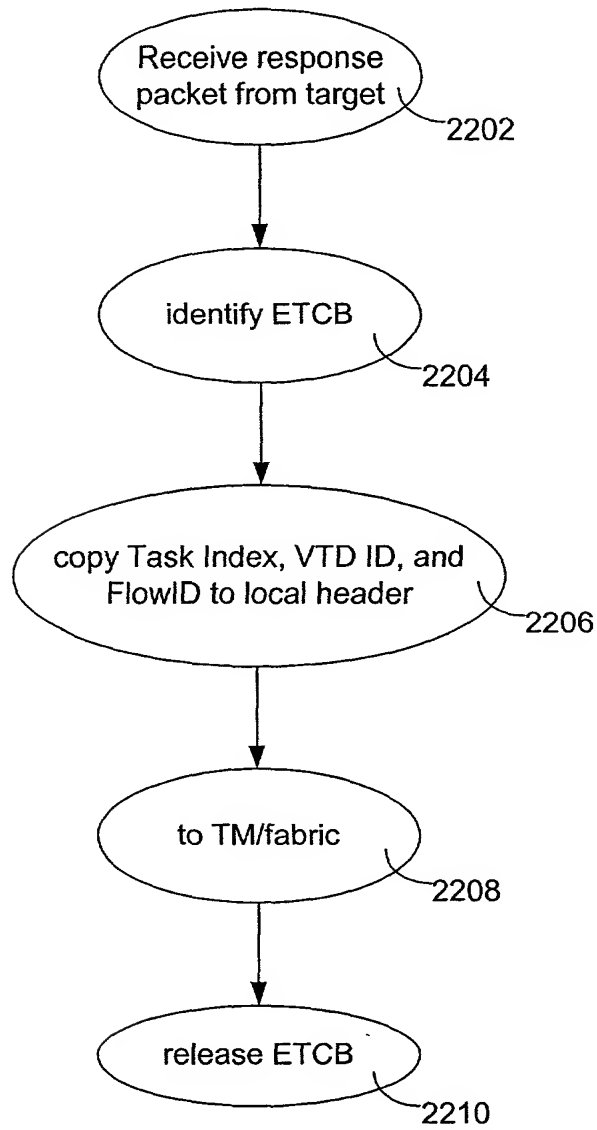 Receive response
packet from target
2202
identify ETCB
2204
copy Task Index, VTD ID, and
FlowID to local header
2206
to TM/fabric
2208
release ETCB
2210